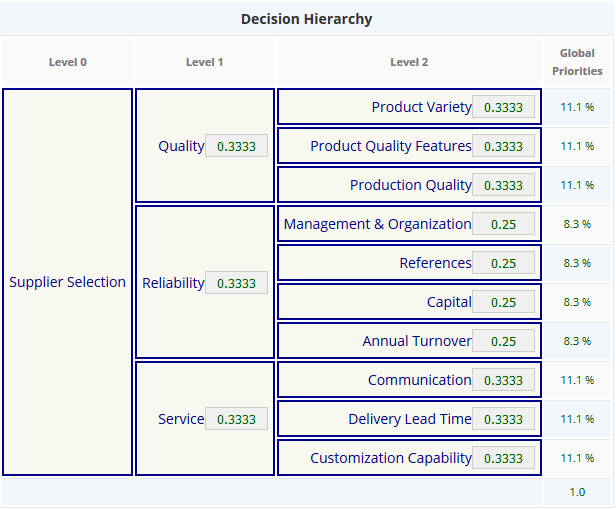 Decision Hierarchy
Level 0 Level 1 Level 2 Global Priorities
Supplier Selection
Quality 0.3333
Product Variety 0.3333 11.1 %
Product Quality Features 0.3333 11.1 %
Production Quality 0.3333 11.1 %
Reliability 0.3333
Management & Organization 0.25 8.3 %
References 0.25 8.3 %
Capital 0.25 8.3 %
Annual Turnover 0.25 8.3 %
Service 0.3333
Communication 0.3333 11.1 %
Delivery Lead Time 0.3333 11.1 %
Customization Capability 0.3333 11.1 %
1.0